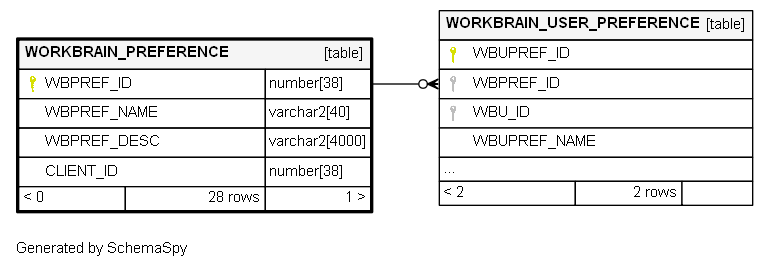 WORKBRAIN_PREFERENCE [table]
WBPREF_ID number[38]
WBPREF_NAME varchar2[40]
WBPREF_DESC varchar2[4000]
CLIENT_ID number[38]
< 0 28 rows 1 >
WORKBRAIN_USER_PREFERENCE [table]
WBUPREF_ID
WBPREF_ID
WBU_ID
WBUPREF_NAME
...
< 2 2 rows
Generated by SchemaSpy